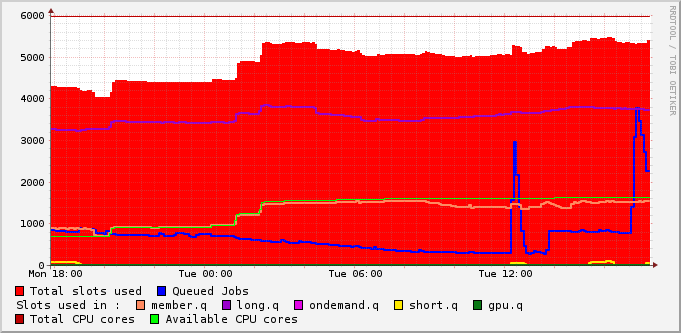 RRDTOOL / TOBI OETIKER
6000
5000
4000
3000
2000
1000
0
Mon 18:00 Tue 00:00 Tue 06:00 Tue 12:00
Total slots used Queued Jobs
Slots used in : member.q long.q ondemand.q short.q gpu.q
Total CPU cores Available CPU cores